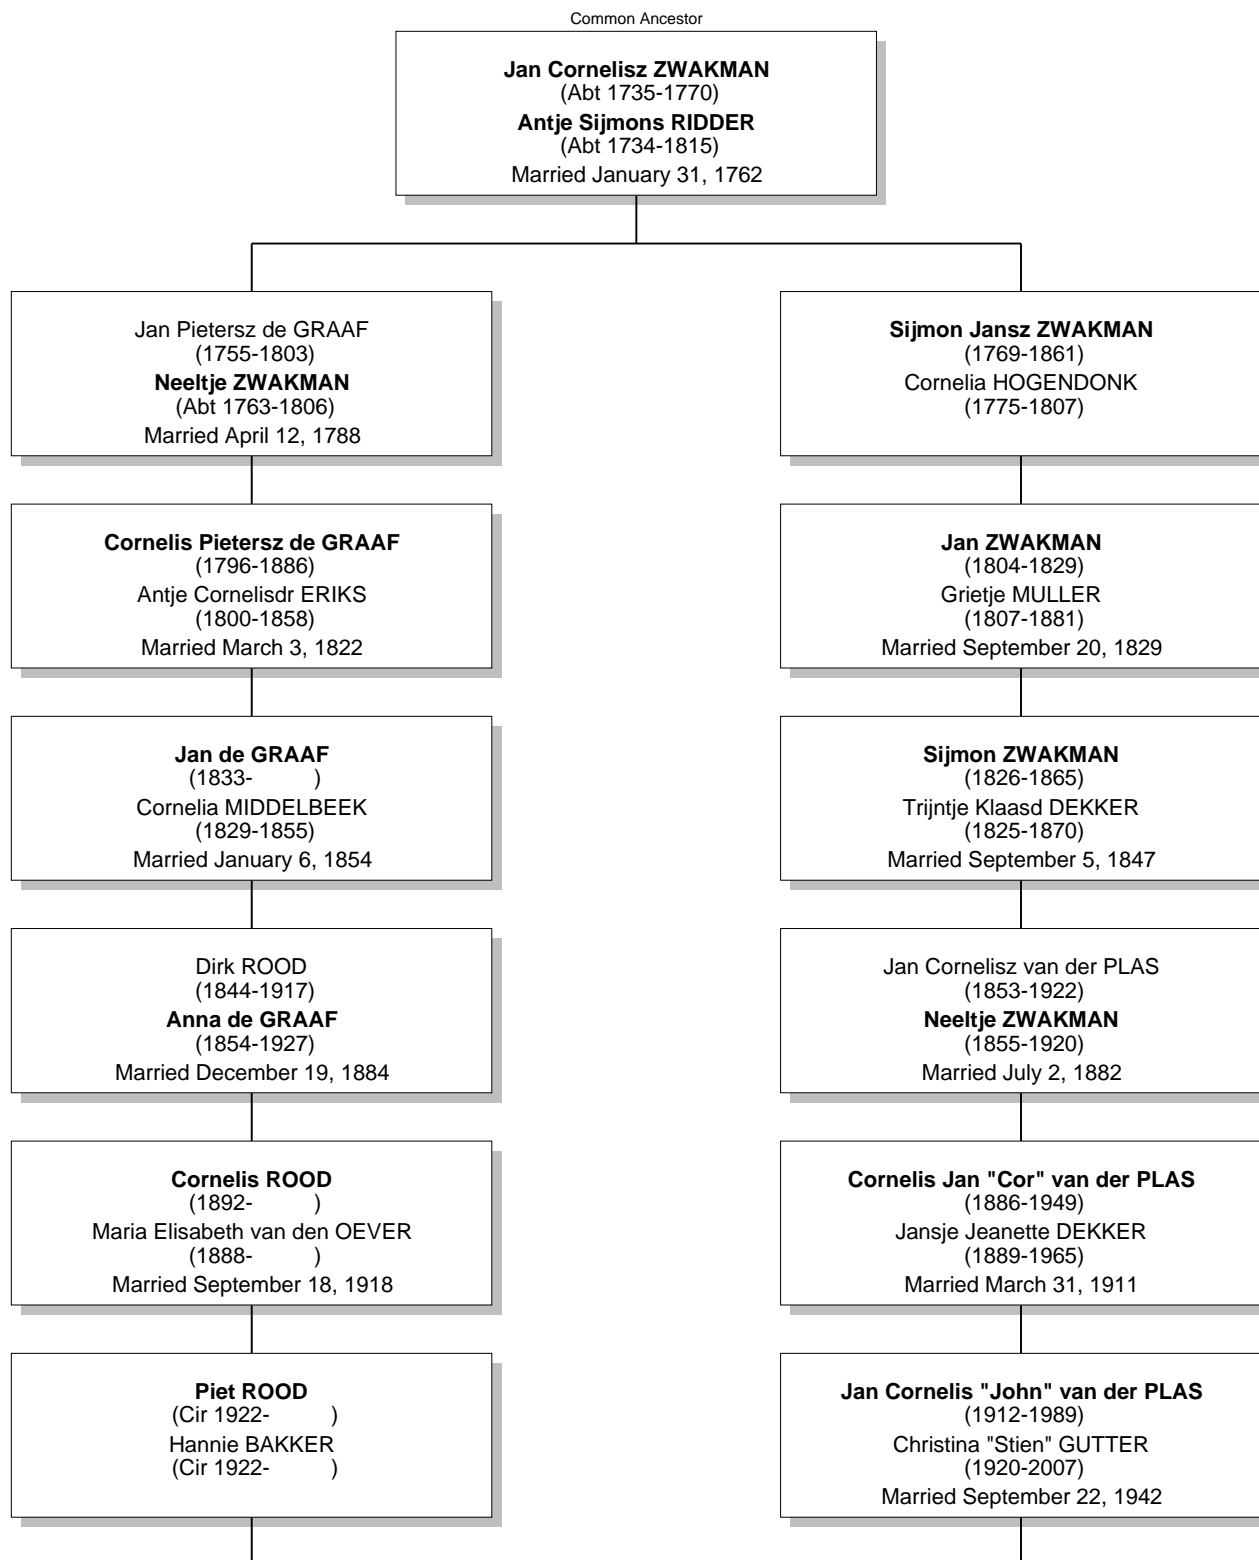 Common Ancestor
Jan Cornelisz ZWAKMAN
(Abt 1735-1770)
Antje Sijmons RIDDER
(Abt 1734-1815)
Married January 31, 1762
Jan Pietersz de GRAAF
(1755-1803)
Neeltje ZWAKMAN
(Abt 1763-1806)
Married April 12, 1788
Sijmon Jansz ZWAKMAN
(1769-1861)
Cornelia HOGENDONK
(1775-1807)
Cornelis Pietersz de GRAAF
(1796-1886)
Antje Cornelisdr ERIKS
(1800-1858)
Married March 3, 1822
Jan ZWAKMAN
(1804-1829)
Grietje MULLER
(1807-1881)
Married September 20, 1829
Jan de GRAAF
(1833- )
Cornelia MIDDELBEEK
(1829-1855)
Married January 6, 1854
Sijmon ZWAKMAN
(1826-1865)
Trijntje Klaasd DEKKER
(1825-1870)
Married September 5, 1847
Dirk ROOD
(1844-1917)
Anna de GRAAF
(1854-1927)
Married December 19, 1884
Jan Cornelisz van der PLAS
(1853-1922)
Neeltje ZWAKMAN
(1855-1920)
Married July 2, 1882
Cornelis ROOD
(1892- )
Maria Elisabeth van den OEVER
(1888- )
Married September 18, 1918
Cornelis Jan "Cor" van der PLAS
(1886-1949)
Jansje Jeanette DEKKER
(1889-1965)
Married March 31, 1911
Piet ROOD
(Cir 1922- )
Hannie BAKKER
(Cir 1922- )
Jan Cornelis "John" van der PLAS
(1912-1989)
Christina "Stien" GUTTER
(1920-2007)
Married September 22, 1942